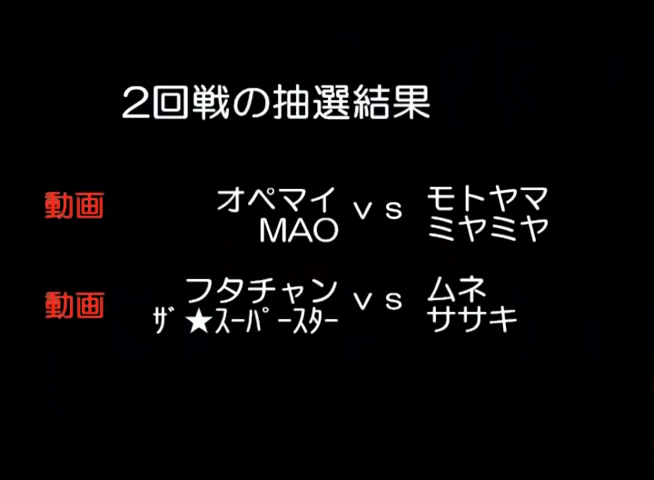 2回戦の抽選結果
動画 オペマイ vs モトヤマ
MAO ミヤミヤ
動画 フタチャン vs ムネ
ｻﾞ★ｽｰﾊﾟｰｽﾀｰ ササキ